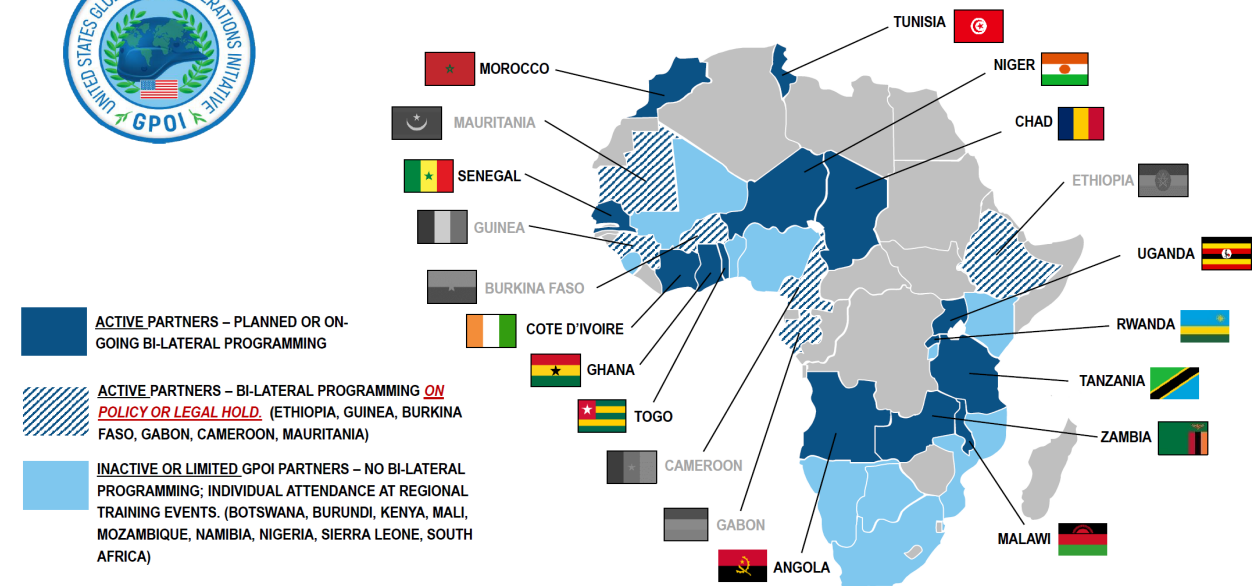 UNITED STATES GLO
ERATIONS INITIATIVE
GPOI
TUNISIA
MOROCCO
NIGER
MAURITANIA
CHAD
SENEGAL
ETHIOPIA
GUINEA
UGANDA
BURKINA FASO
COTE D'IVOIRE
RWANDA
GHANA
TANZANIA
TOGO
ZAMBIA
CAMEROON
GABON
MALAWI
ANGOLA
ACTIVE PARTNERS – PLANNED OR ON-
GOING BI-LATERAL PROGRAMMING
ACTIVE PARTNERS – BI-LATERAL PROGRAMMING ON
POLICY OR LEGAL HOLD. (ETHIOPIA, GUINEA, BURKINA
FASO, GABON, CAMEROON, MAURITANIA)
INACTIVE OR LIMITED GPOI PARTNERS – NO BI-LATERAL
PROGRAMMING; INDIVIDUAL ATTENDANCE AT REGIONAL
TRAINING EVENTS. (BOTSWANA, BURUNDI, KENYA, MALI,
MOZAMBIQUE, NAMIBIA, NIGERIA, SIERRA LEONE, SOUTH
AFRICA)